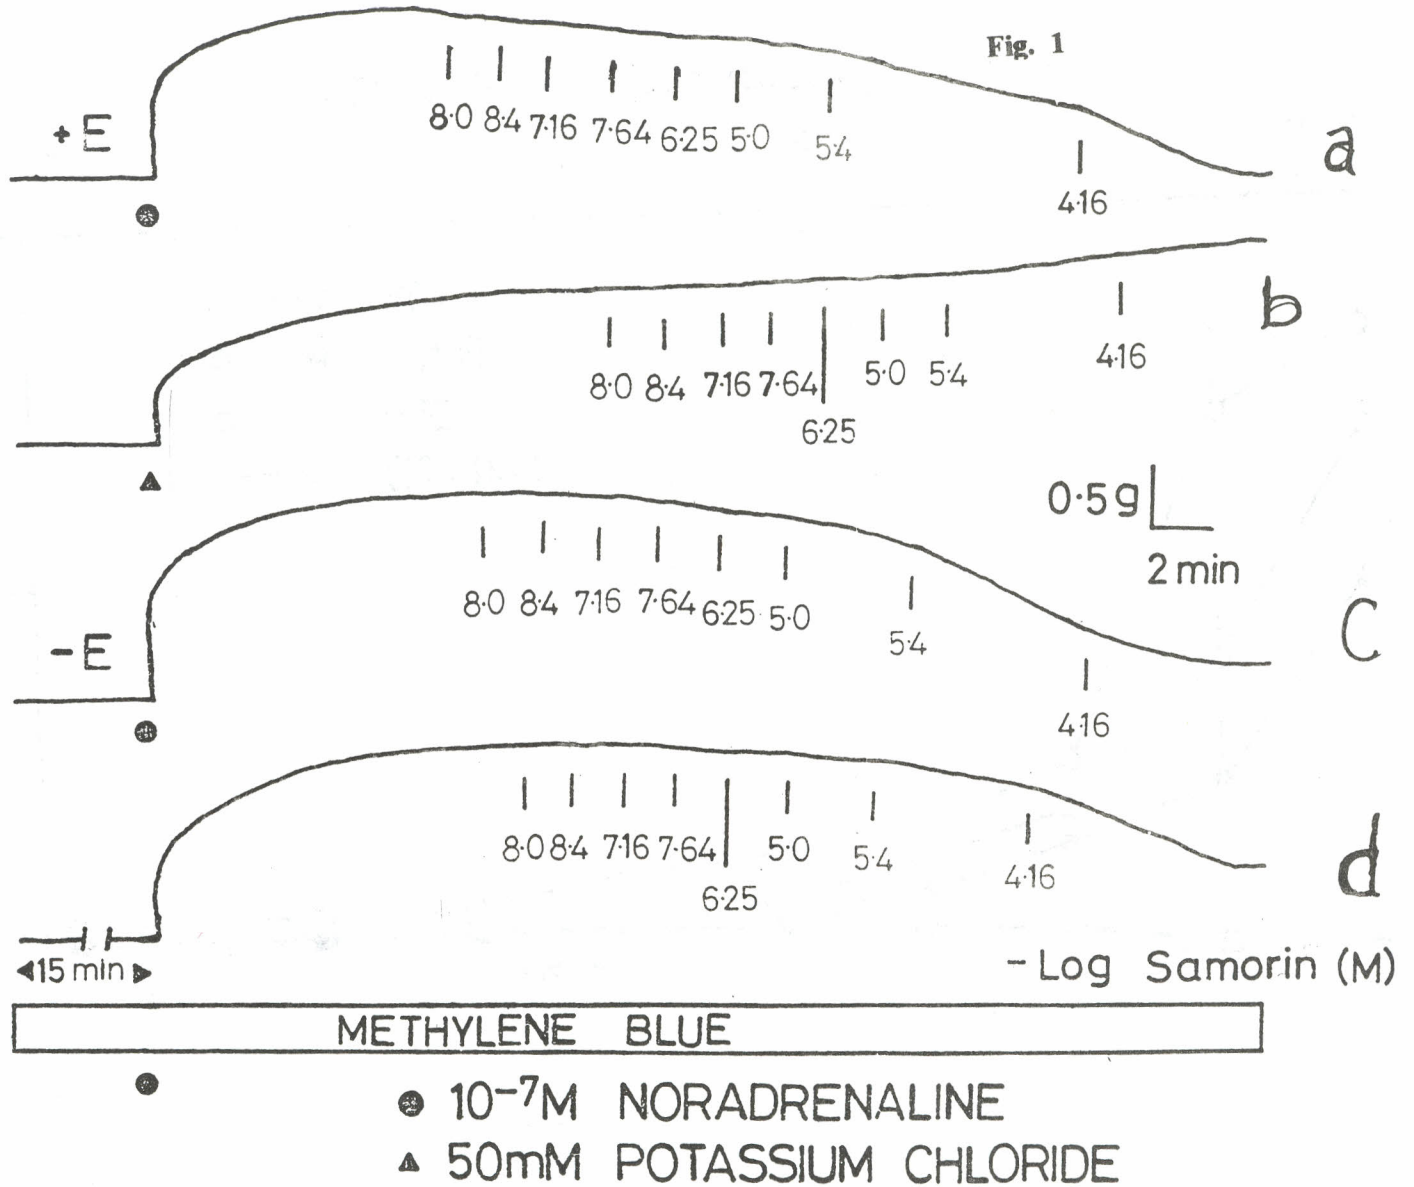 Fig. 1
+E
8·0 8·4 7·16 7·64 6·25 5·0 5·4 4·16
a
8·0 8·4 7·16 7·64 6·25 5·0 5·4 4·16
b
0·5g
2 min
-E
8·0 8·4 7·16 7·64 6·25 5·0 5·4 4·16
C
8·0 8·4 7·16 7·64 6·25 5·0 5·4 4·16
d
15 min
-Log Samorin (M)
METHYLENE BLUE
10⁻⁷M NORADRENALINE
50mM POTASSIUM CHLORIDE